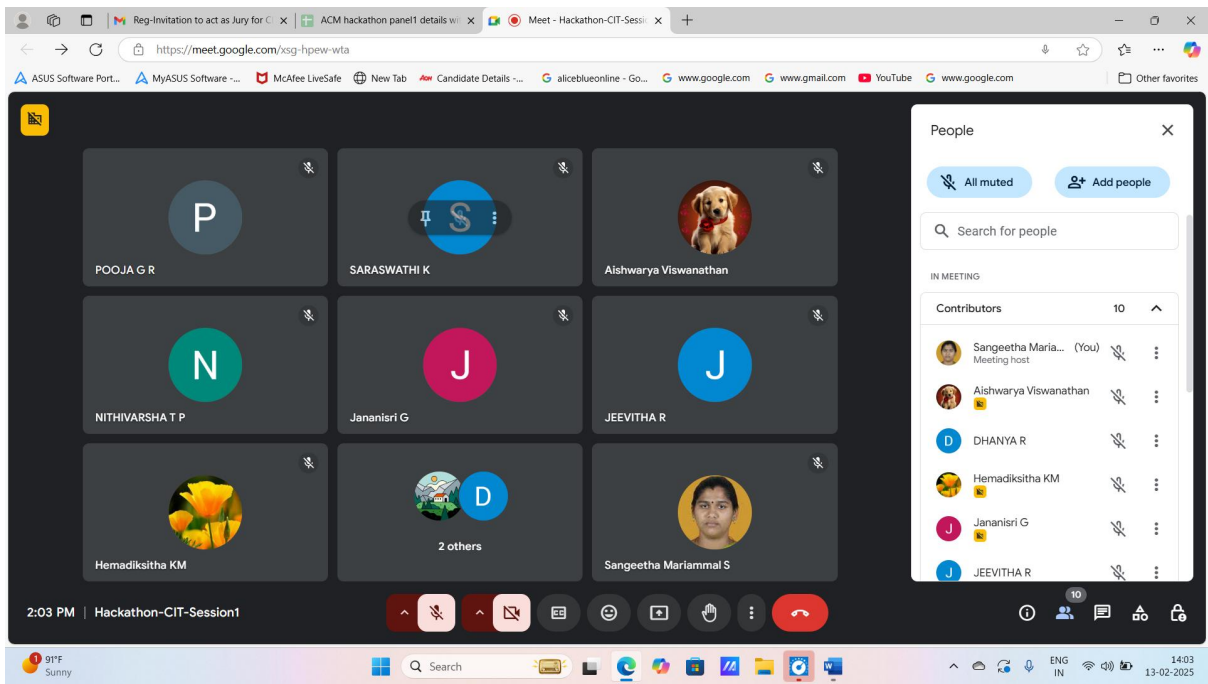 Reg-Invitation to act as Jury for C
ACM hackathon panel1 details wi
Meet - Hackathon-CIT-Sessi
https://meet.google.com/xsg-hpew-wta
ASUS Software Port...
MyASUS Software -...
McAfee LiveSafe
New Tab
Aon Candidate Details -...
aliceblueonline - Go...
www.google.com
www.gmail.com
YouTube
www.google.com
Other favorites
P
POOJA G R
S
SARASWATHI K
Aishwarya Viswanathan
N
NITHIVARSHA T P
J
Jananisri G
J
JEEVITHA R
Hemadiksitha KM
D
2 others
Sangeetha Mariammal S
People
All muted
Add people
Search for people
IN MEETING
Contributors 10
Sangeetha Maria... (You)
Meeting host
Aishwarya Viswanathan
D DHANYA R
Hemadiksitha KM
J Jananisri G
J JEEVITHA R
2:03 PM | Hackathon-CIT-Session1
CC
10
1
91°F
Sunny
Search
ENG
IN
14:03
13-02-2025